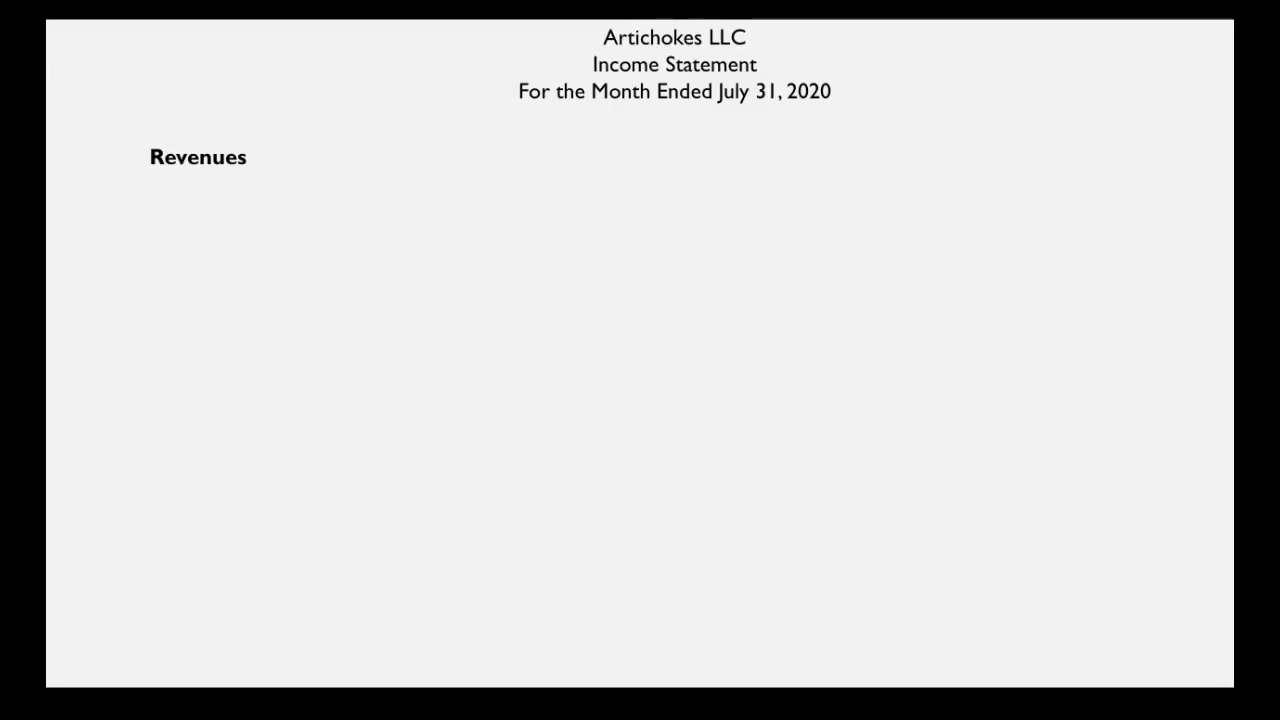 Artichokes LLC
Income Statement
For the Month Ended July 31, 2020
Revenues